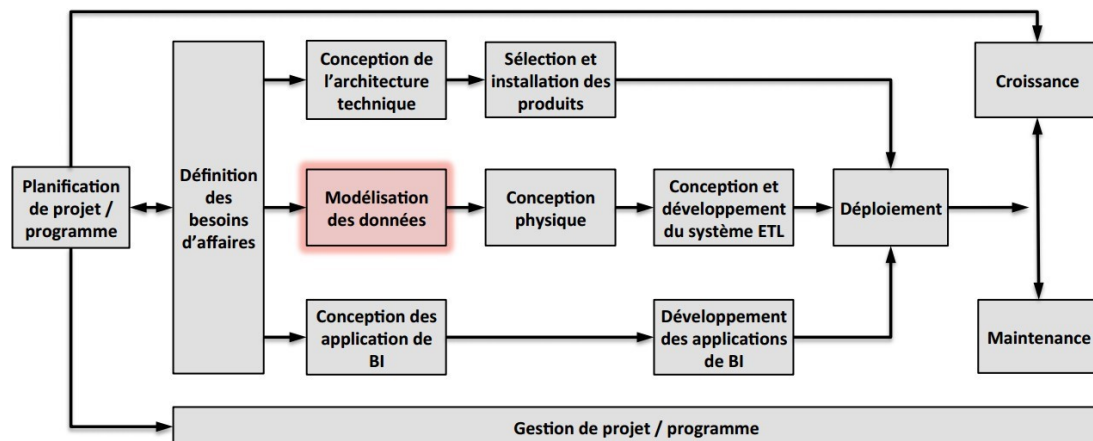 Conception de
l'architecture
technique
Sélection et
installation des
produits
Croissance
Planification
de projet /
programme
Définition
des
besoins
d'affaires
Modélisation
des données
Conception
physique
Conception et
développement
du système ETL
Déploiement
Conception des
application de
BI
Développement
des applications
de BI
Maintenance
Gestion de projet / programme